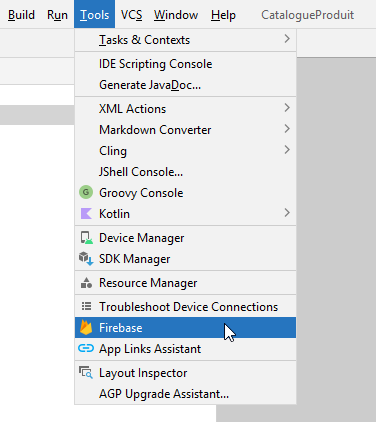 Build Run Tools VCS Window Help CatalogueProduit
Tasks & Contexts
IDE Scripting Console
Generate JavaDoc...
XML Actions
Markdown Converter
Cling
JShell Console...
G Groovy Console
Kotlin
Device Manager
SDK Manager
Resource Manager
Troubleshoot Device Connections
Firebase
App Links Assistant
Layout Inspector
AGP Upgrade Assistant...